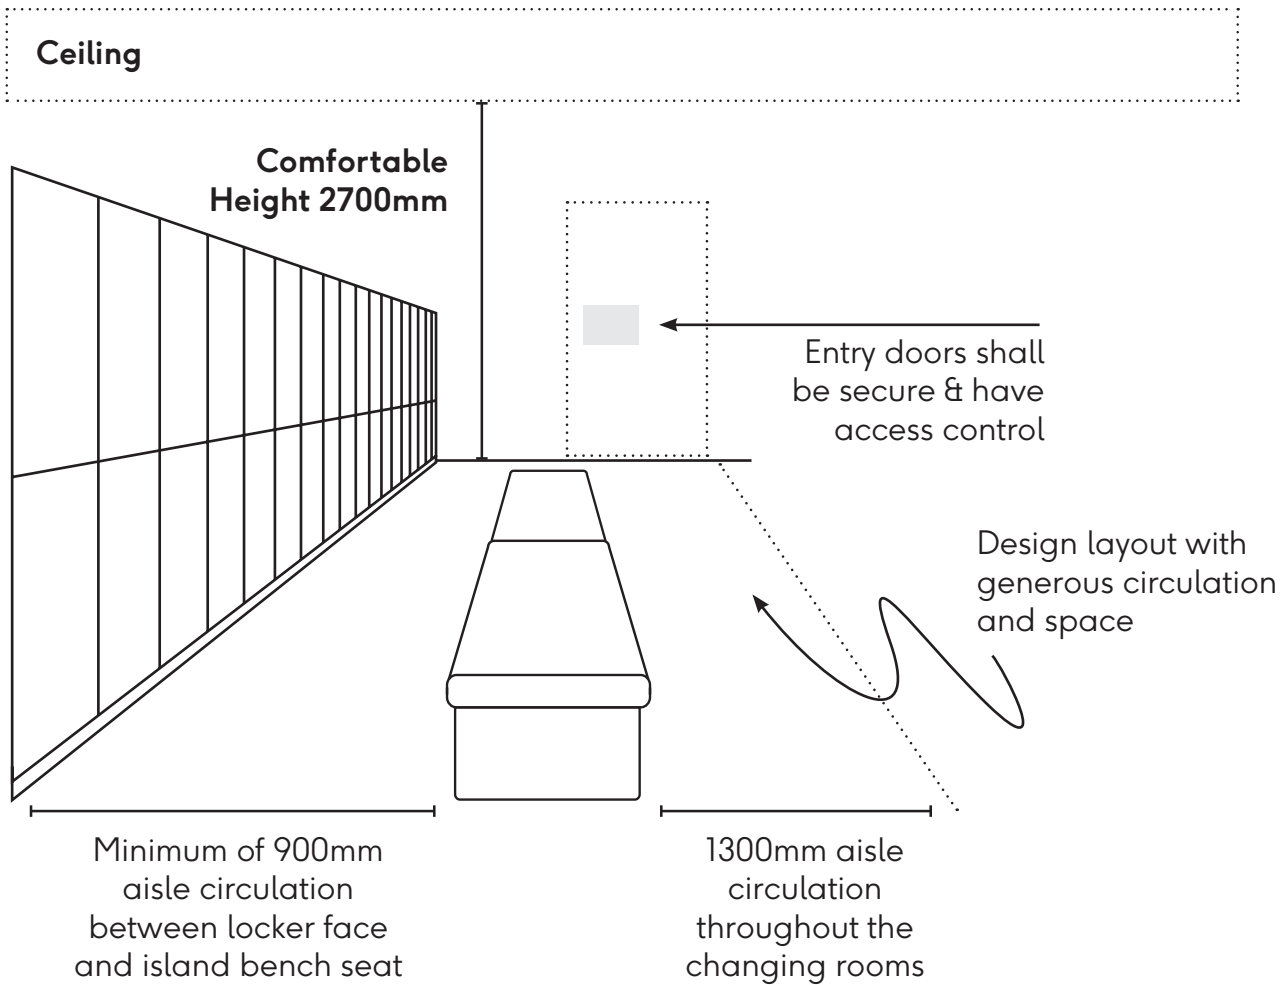 Ceiling
Comfortable
Height 2700mm
Entry doors shall
be secure & have
access control
Design layout with
generous circulation
and space
Minimum of 900mm
aisle circulation
between locker face
and island bench seat
1300mm aisle
circulation
throughout the
changing rooms